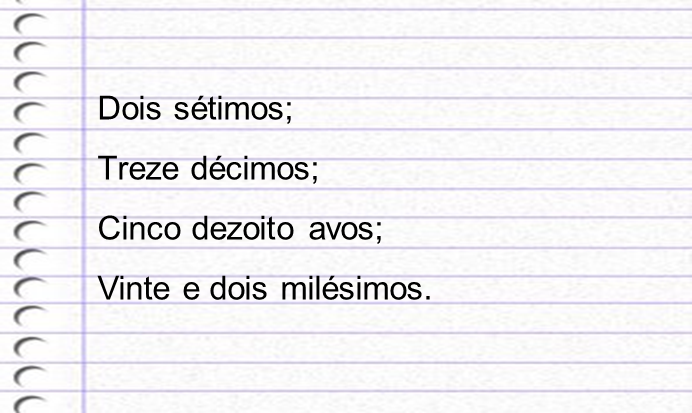 Dois sétimos;
Treze décimos;
Cinco dezoito avos;
Vinte e dois milésimos.